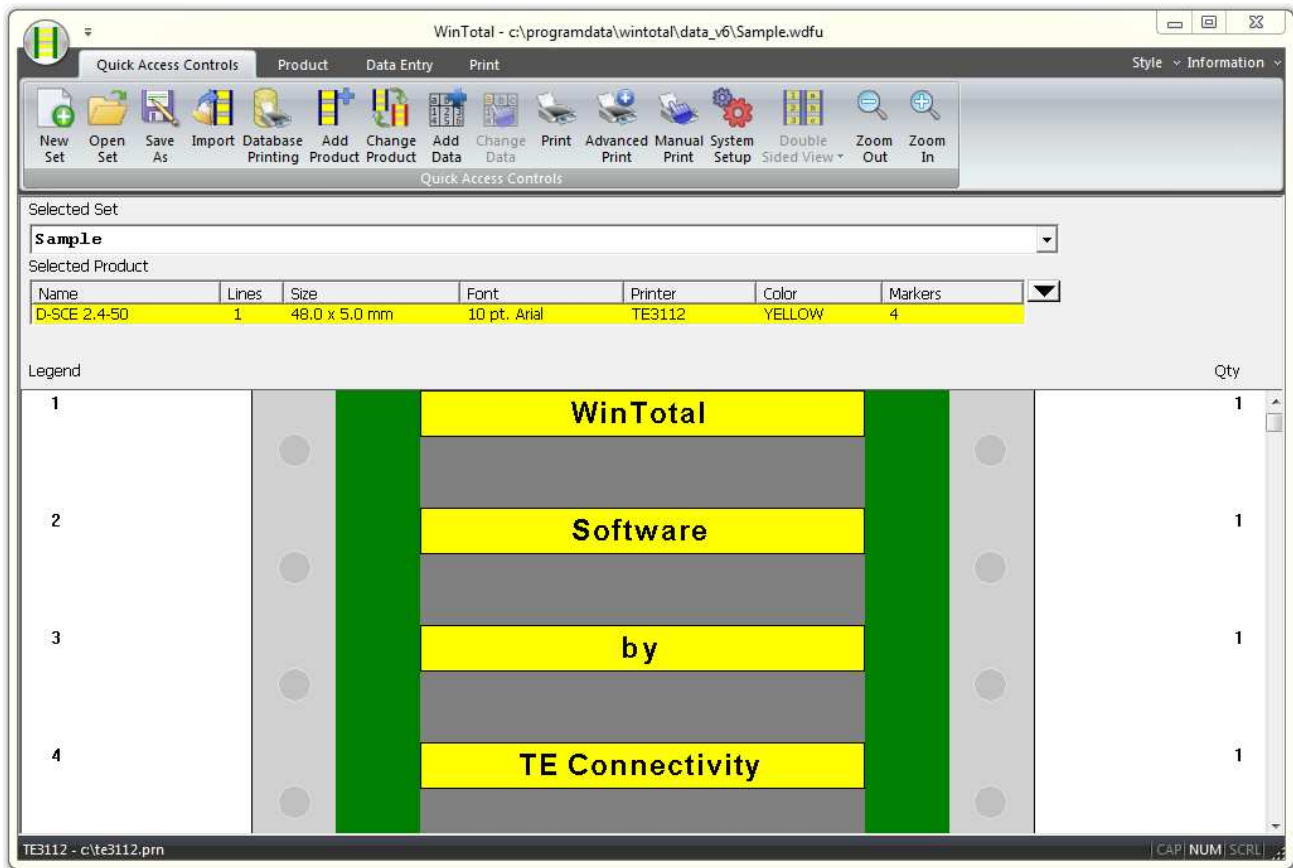 WinTotal - c:\programdata\wintotal\data_v6\Sample.wdfu
Quick Access Controls Product Data Entry Print Style Information
New Set Open Set Save As Import Database Printing Add Product Change Product Add Data Change Data Print Advanced Print Manual Print System Setup Double Sided View Zoom Out Zoom In
Quick Access Controls
Selected Set
Sample
Selected Product
Name Lines Size Font Printer Color Markers
D-SCE 2.4-50 1 48.0 x 5.0 mm 10 pt. Arial TE3112 YELLOW 4
Legend Qty
1 WinTotal 1
2 Software 1
3 by 1
4 TE Connectivity 1
TE3112 - c:\te3112.prn CAP NUM SCRL